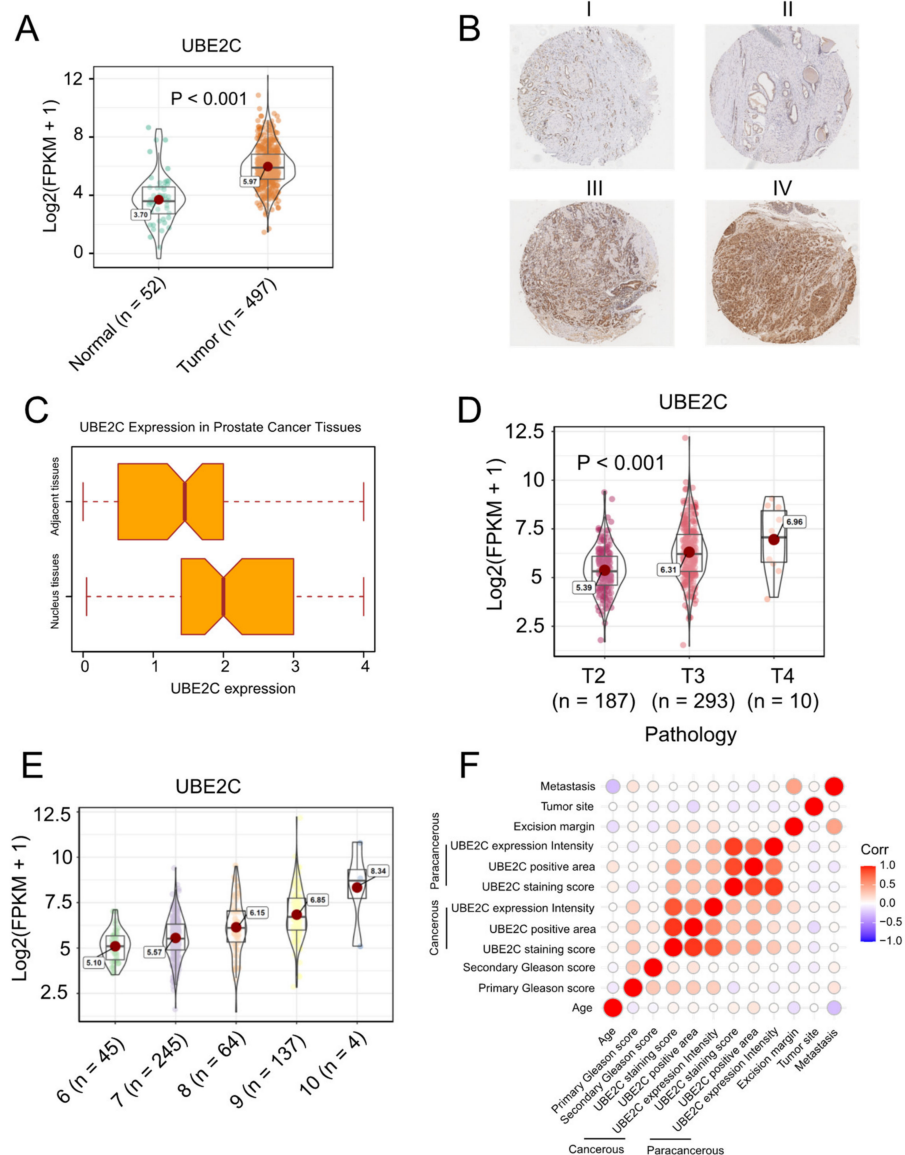 A
UBE2C
Log2(FPKM + 1)
12
8
4
0
P < 0.001
3.70
5.97
Normal (n = 52)
Tumor (n = 497)
B
I
II
III
IV
C
UBE2C Expression in Prostate Cancer Tissues
Adjacent tissues
Nucleus tissues
0
1
2
3
4
UBE2C expression
D
UBE2C
Log2(FPKM + 1)
12.5
10.0
7.5
5.0
2.5
P < 0.001
5.39
6.31
6.96
T2
T3
T4
(n = 187)
(n = 293)
(n = 10)
Pathology
E
UBE2C
Log2(FPKM + 1)
12.5
10.0
7.5
5.0
2.5
5.10
5.57
6.15
6.85
8.34
6 (n = 45)
7 (n = 245)
8 (n = 64)
9 (n = 137)
10 (n = 4)
F
Paracancerous
Cancerous
Metastasis
Tumor site
Excision margin
UBE2C expression Intensity
UBE2C positive area
UBE2C staining score
UBE2C expression Intensity
UBE2C positive area
UBE2C staining score
Secondary Gleason score
Primary Gleason score
Age
Age
Primary Gleason score
Secondary Gleason score
UBE2C staining score
UBE2C positive area
UBE2C expression Intensity
UBE2C staining score
UBE2C positive area
UBE2C expression Intensity
Excision margin
Tumor site
Metastasis
Cancerous
Paracancerous
Corr
1.0
0.5
0.0
-0.5
-1.0